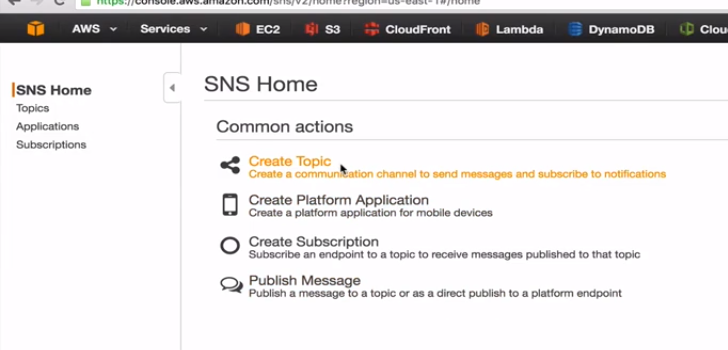 https://console.aws.amazon.com/sns/v2/home?region=us-east-1#/home
AWS Services EC2 S3 CloudFront Lambda DynamoDB
SNS Home
Topics
Applications
Subscriptions
SNS Home
Common actions
Create Topic
Create a communication channel to send messages and subscribe to notifications
Create Platform Application
Create a platform application for mobile devices
Create Subscription
Subscribe an endpoint to a topic to receive messages published to that topic
Publish Message
Publish a message to a topic or as a direct publish to a platform endpoint